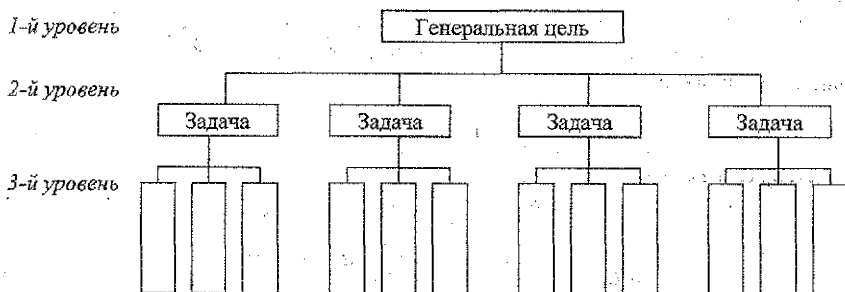 1-й уровень
Генеральная цель
2-й уровень
Задача Задача Задача Задача
3-й уровень